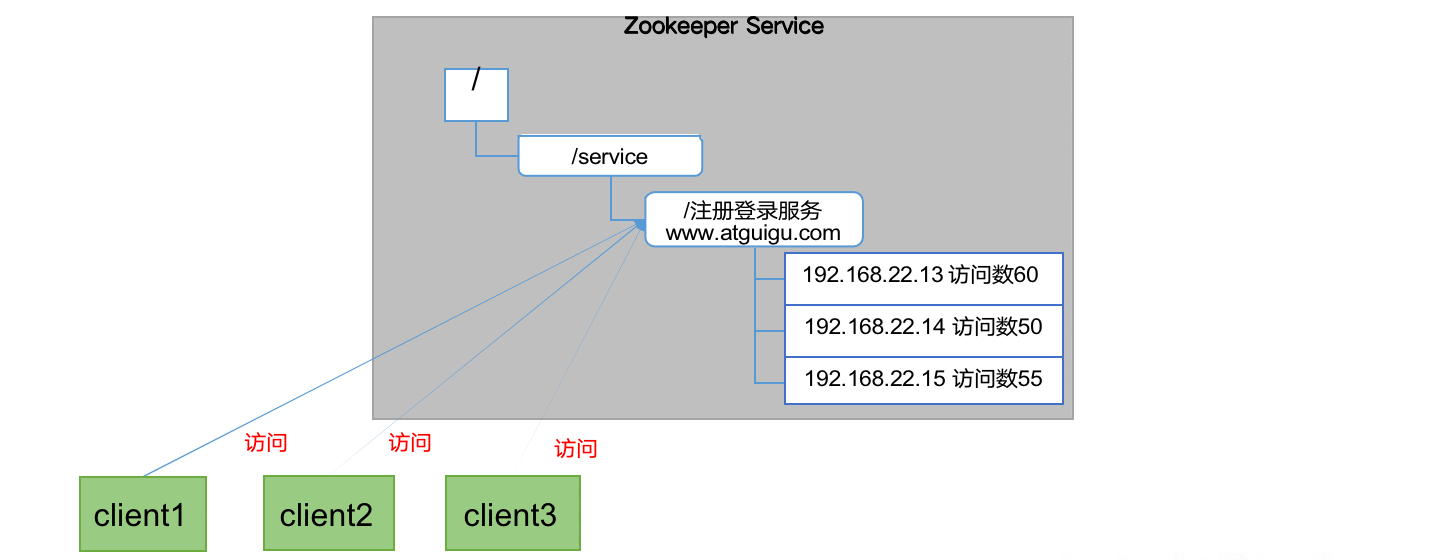 Zookeeper Service
/
/service
/注册登录服务
www.atguigu.com
192.168.22.13 访问数60
192.168.22.14 访问数50
192.168.22.15 访问数55
访问
访问
访问
client1
client2
client3